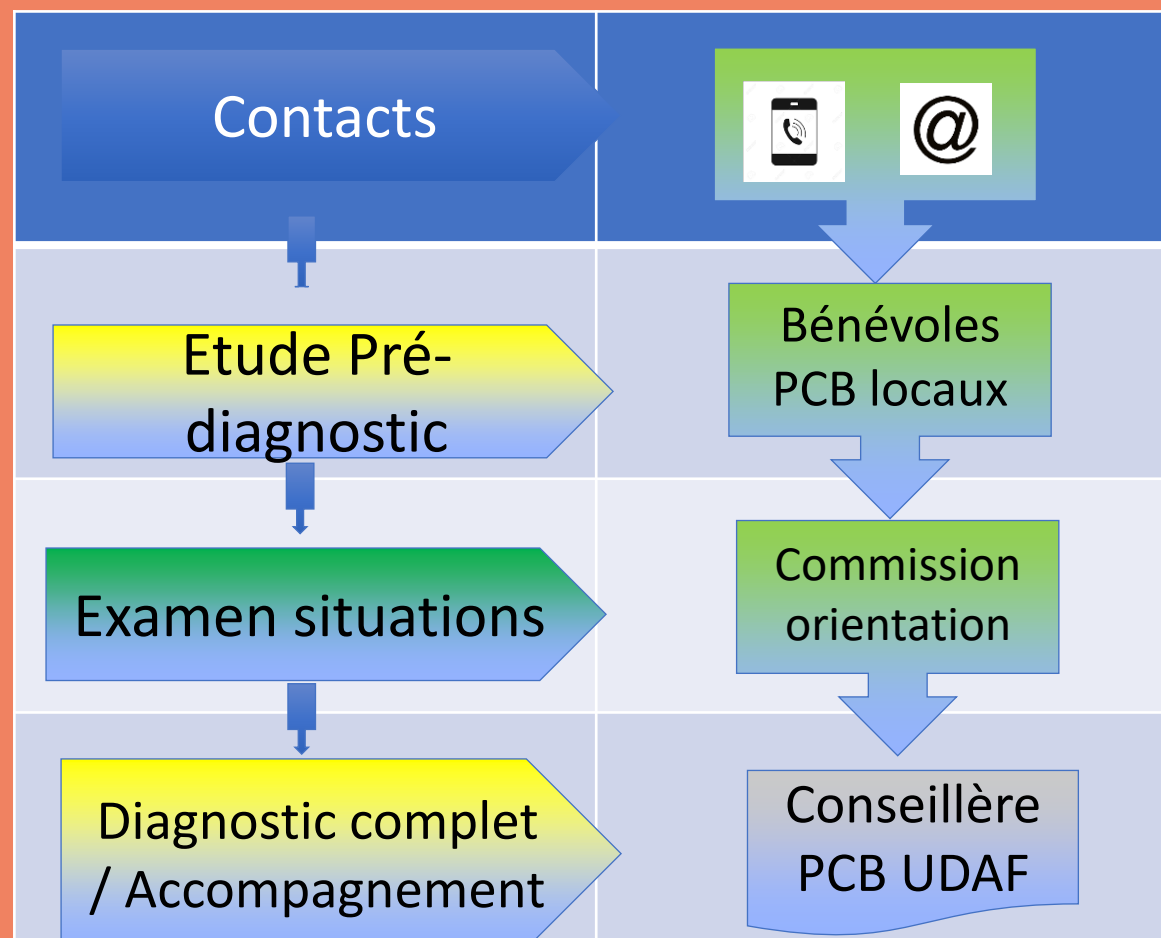 Contacts
@
Etude Pré-
diagnostic
Bénévoles
PCB locaux
Examen situations
Commission
orientation
Diagnostic complet
/ Accompagnement
Conseillère
PCB UDAF